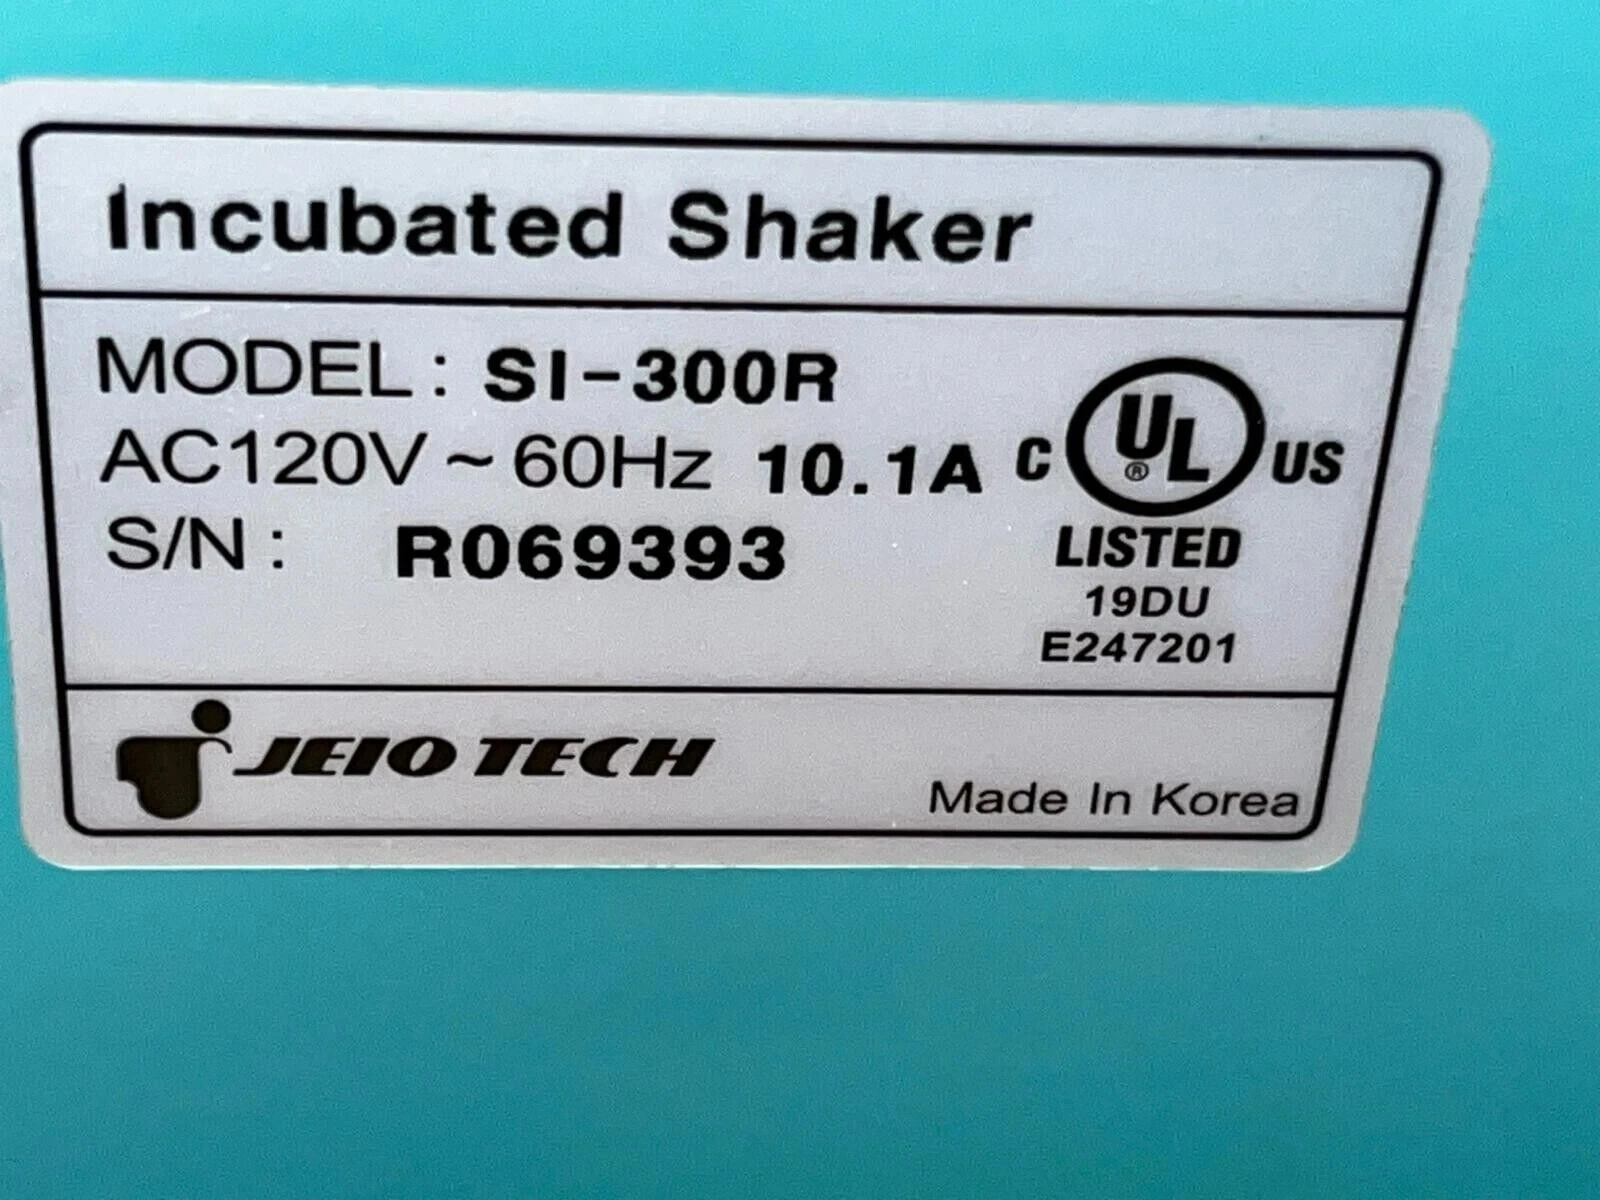 Incubated Shaker
MODEL : SI-300R
AC120V ~ 60Hz 10.1A
S/N : R069393
C UL® US
LISTED
19DU
E247201
JEIO TECH
Made In Korea